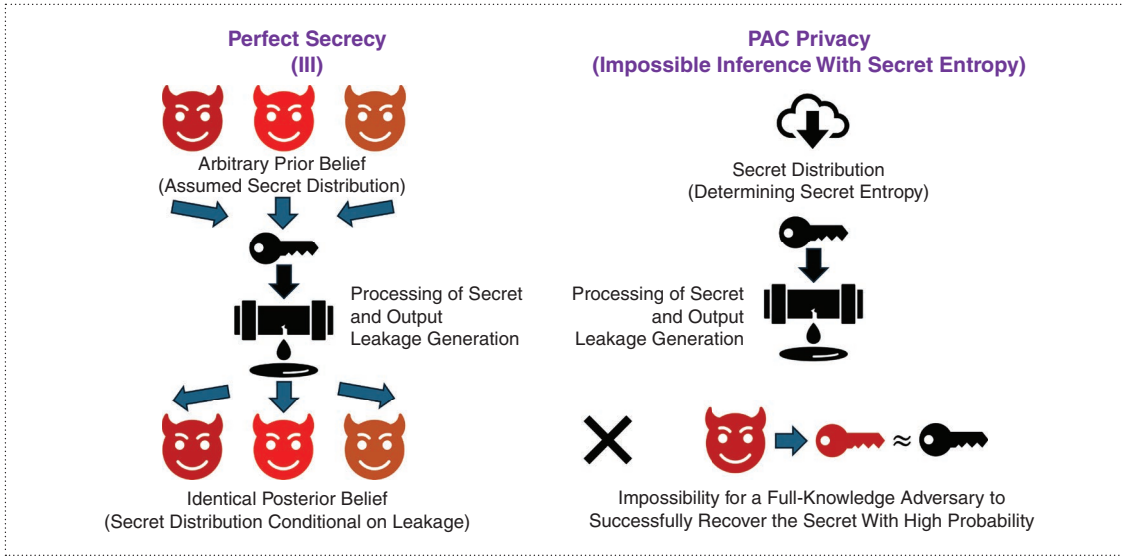 Perfect Secrecy
(III)
Arbitrary Prior Belief
(Assumed Secret Distribution)
Processing of Secret
and Output
Leakage Generation
Identical Posterior Belief
(Secret Distribution Conditional on Leakage)
PAC Privacy
(Impossible Inference With Secret Entropy)
Secret Distribution
(Determining Secret Entropy)
Processing of Secret
and Output
Leakage Generation
≈
Impossibility for a Full-Knowledge Adversary to
Successfully Recover the Secret With High Probability